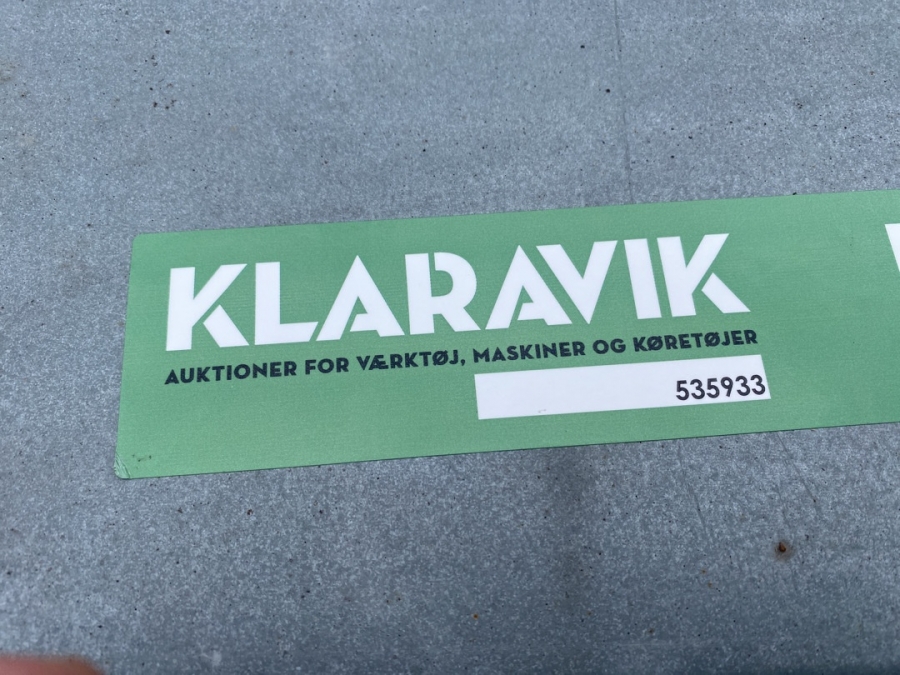 KLARAVIK
AUKTIONER FOR VÆRKTØJ, MASKINER OG KØRETØJER
535933